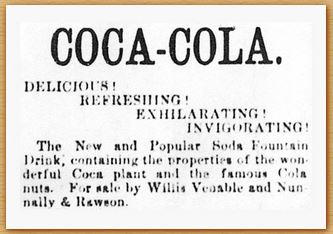 COCA-COLA.
DELICIOUS!
REFRESHING!
EXHILARATING!
INVIGORATING!
The New and Popular Soda Fountain
Drink, containing the properties of the won-
derful Coca plant and the famous Cola
nuts. For sale by Willis Venable and Nun-
nally & Rawson.